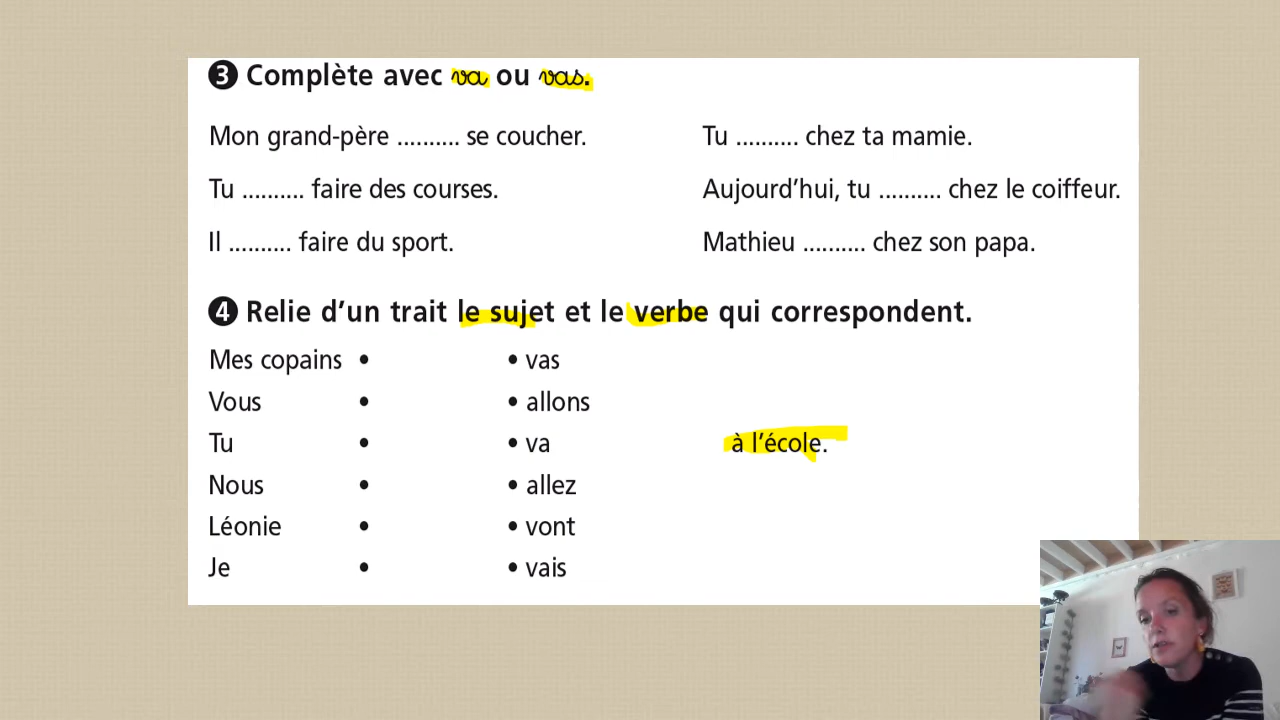 ❸ Complète avec va ou vas.
Mon grand-père .......... se coucher.
Tu .......... chez ta mamie.
Tu .......... faire des courses.
Aujourd’hui, tu .......... chez le coiffeur.
Il .......... faire du sport.
Mathieu .......... chez son papa.
❹ Relie d’un trait le sujet et le verbe qui correspondent.
Mes copains • • vas
Vous • • allons
Tu • • va à l’école.
Nous • • allez
Léonie • • vont
Je • • vais